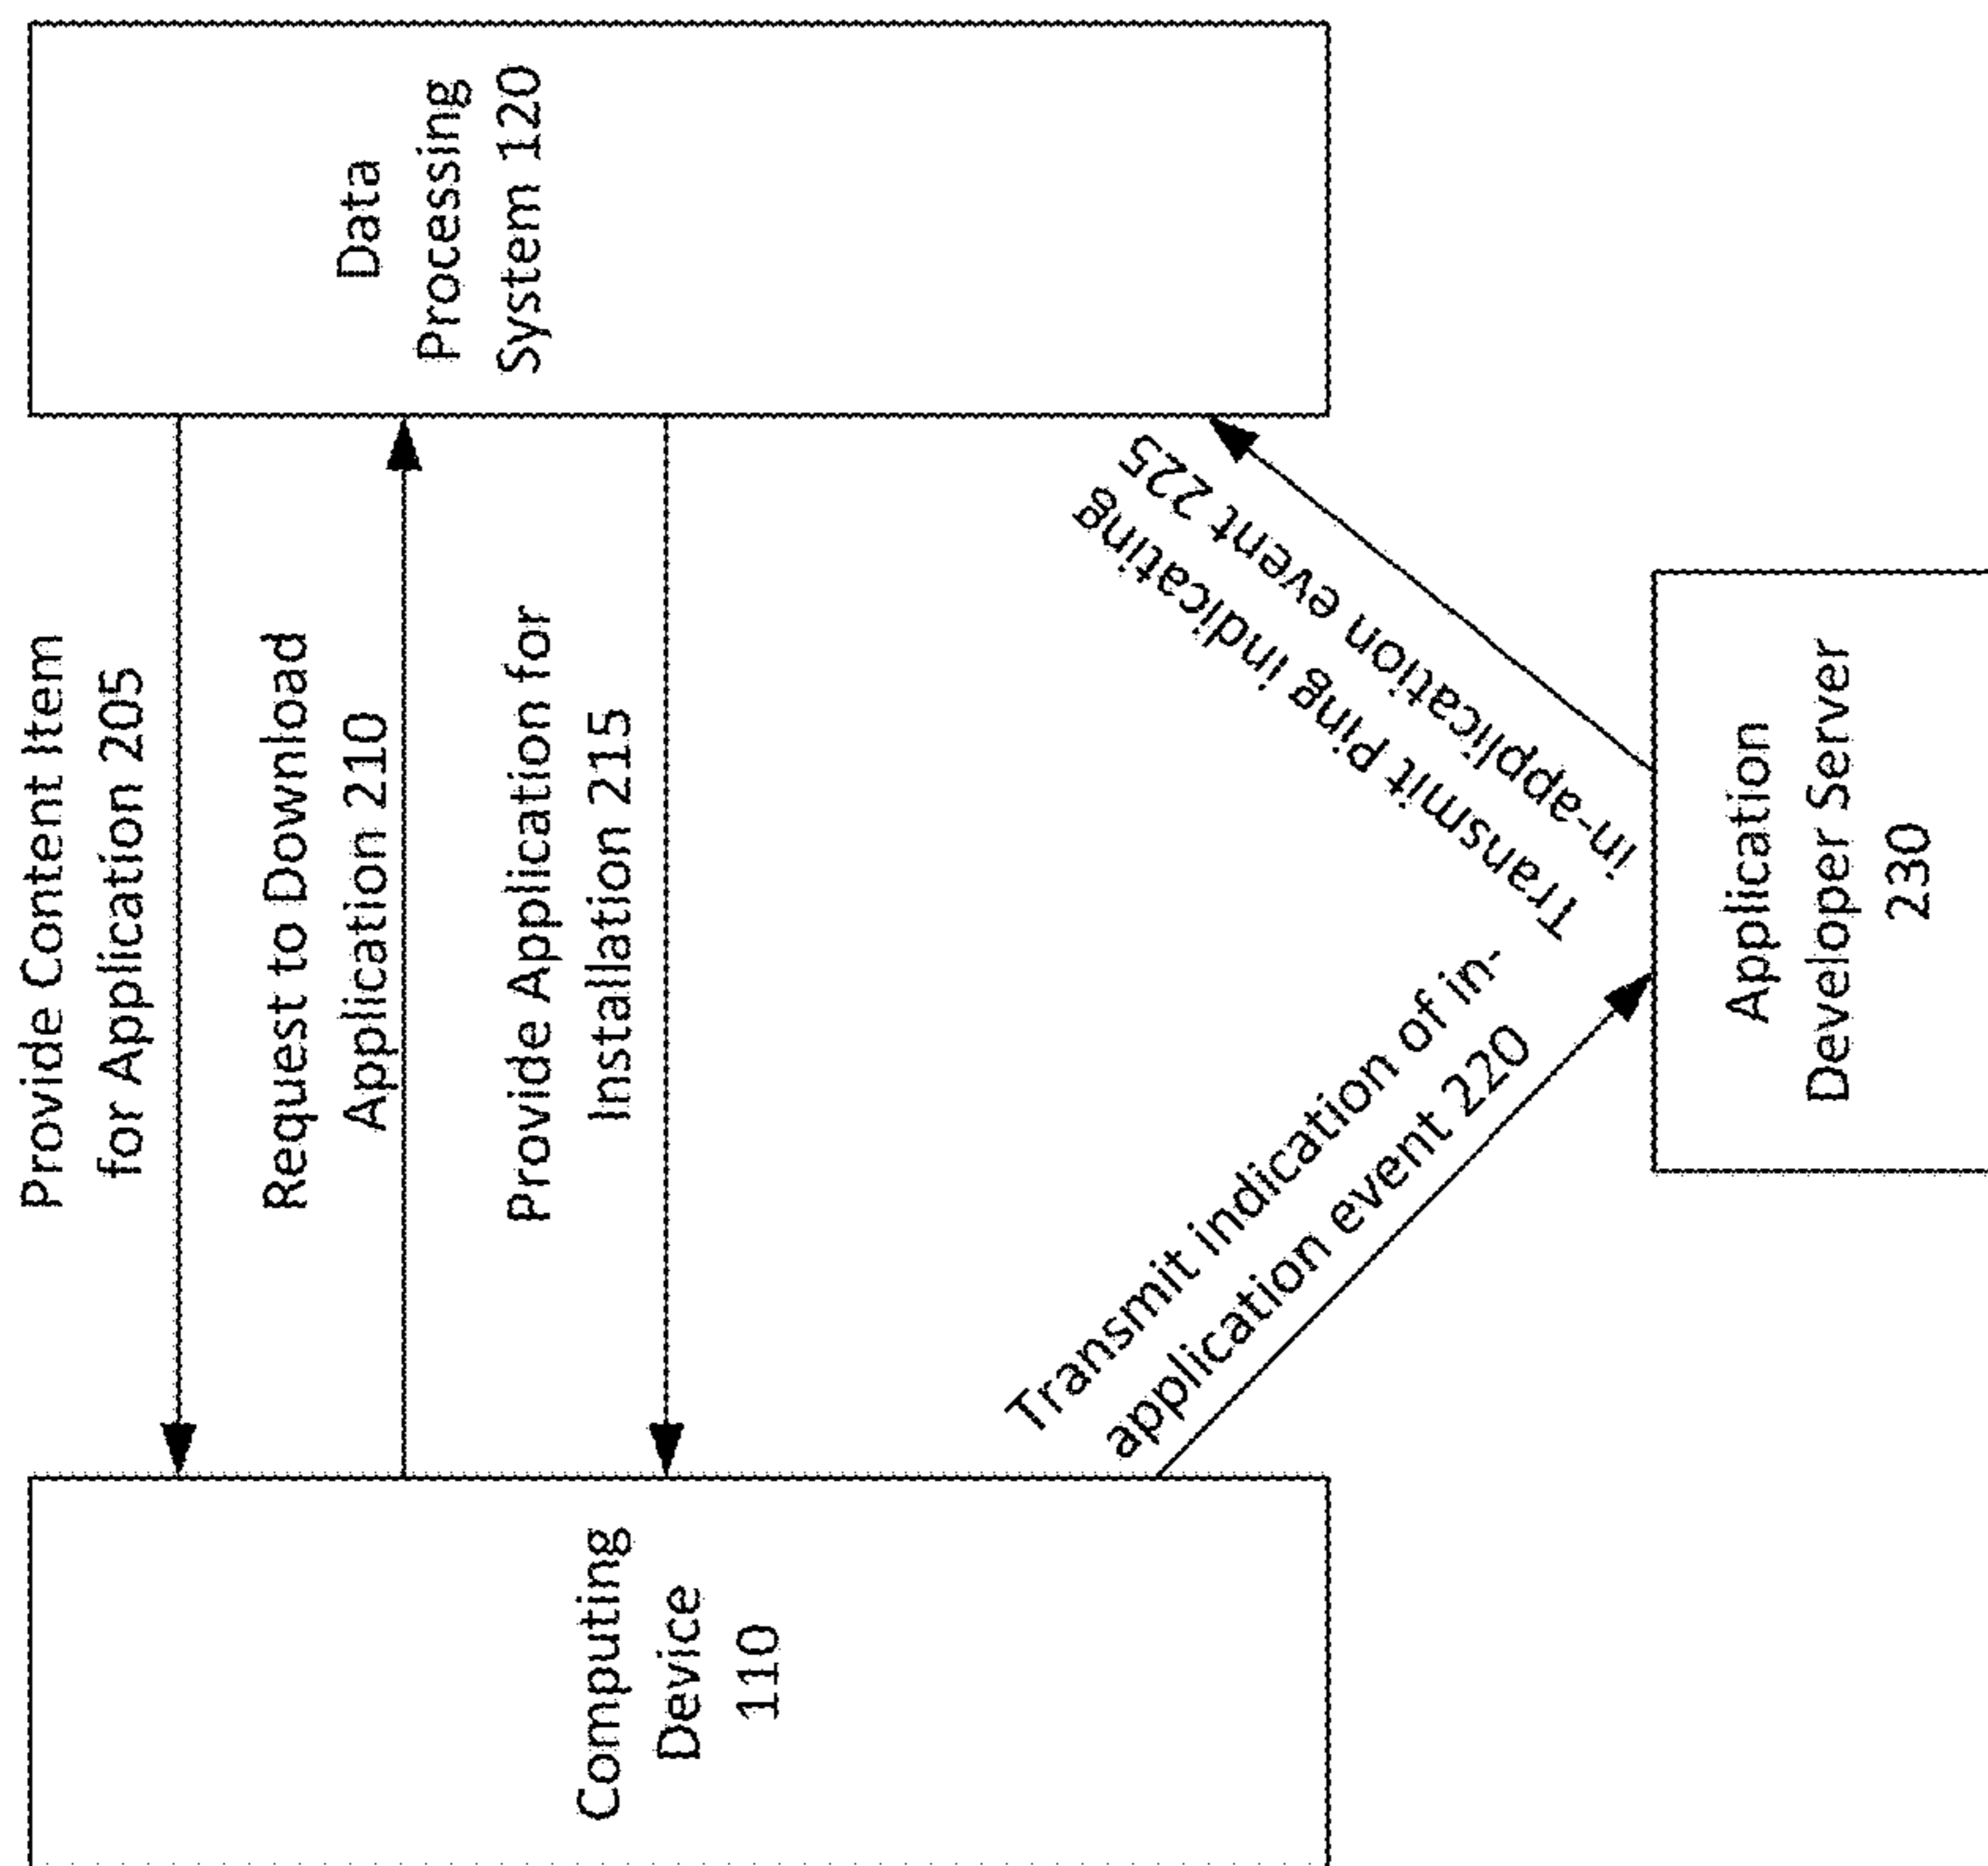 Computing
Device
110
Provide Content Item
for Application 205
Request to Download
Application 210
Provide Application for
Installation 215
Transmit indication of in-
application event 220
Transmit Ping indicating
in-application event 225
Data
Processing
System 120
Application
Developer Server
230